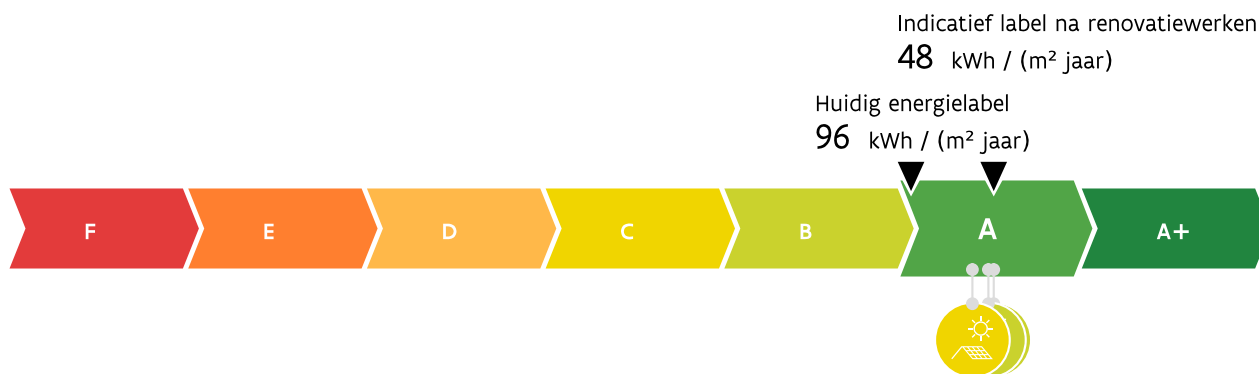 Indicatief label na renovatiewerken
48 kWh / (m² jaar)
Huidig energielabel
96 kWh / (m² jaar)
F E D C B A A+